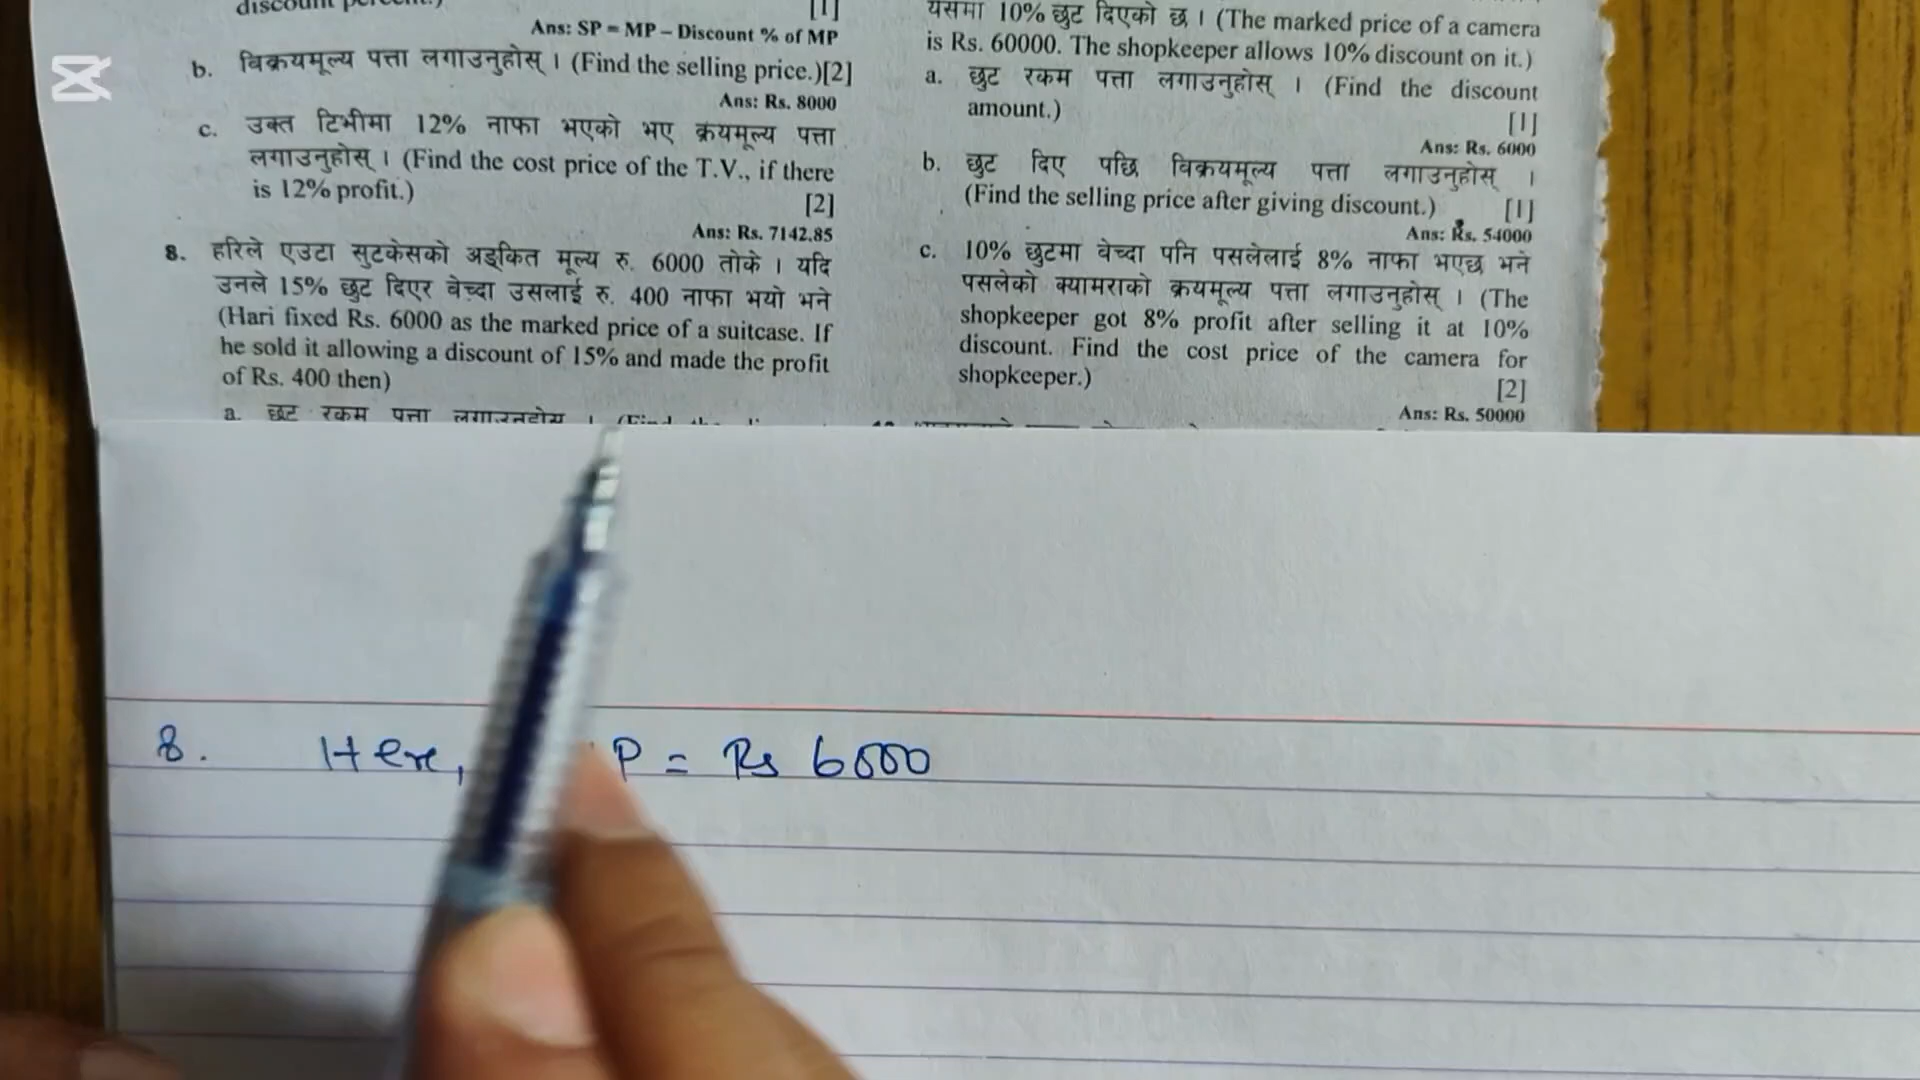 [1]
Ans: SP = MP – Discount % of MP
b. बिक्रयमूल्य पत्ता लगाउनुहोस् । (Find the selling price.)[2]
Ans: Rs. 8000
c. उक्त टिभीमा 12% नाफा भएको भए क्रयमूल्य पत्ता
लगाउनुहोस् । (Find the cost price of the T.V., if there
is 12% profit.)
[2]
Ans: Rs. 7142.85
8. हरिले एउटा सुटकेसको अङ्कित मूल्य रु. 6000 तोके । यदि
उनले 15% छुट दिएर बेच्दा उसलाई रु. 400 नाफा भयो भने
(Hari fixed Rs. 6000 as the marked price of a suitcase. If
he sold it allowing a discount of 15% and made the profit
of Rs. 400 then)
a. छुट रकम पत्ता लगाउनुहोस् ।
यसमा 10% छुट दिएको छ । (The marked price of a camera
is Rs. 60000. The shopkeeper allows 10% discount on it.)
a. छुट रकम पत्ता लगाउनुहोस् । (Find the discount
amount.)
[1]
Ans: Rs. 6000
b. छुट दिए पछि विक्रयमूल्य पत्ता लगाउनुहोस् ।
(Find the selling price after giving discount.) [1]
Ans: Rs. 54000
c. 10% छुटमा बेच्दा पनि पसलेलाई 8% नाफा भएछ भने
पसलेको क्यामराको क्रयमूल्य पत्ता लगाउनुहोस् । (The
shopkeeper got 8% profit after selling it at 10%
discount. Find the cost price of the camera for
shopkeeper.)
[2]
Ans: Rs. 50000
8. Here, P = Rs 6000